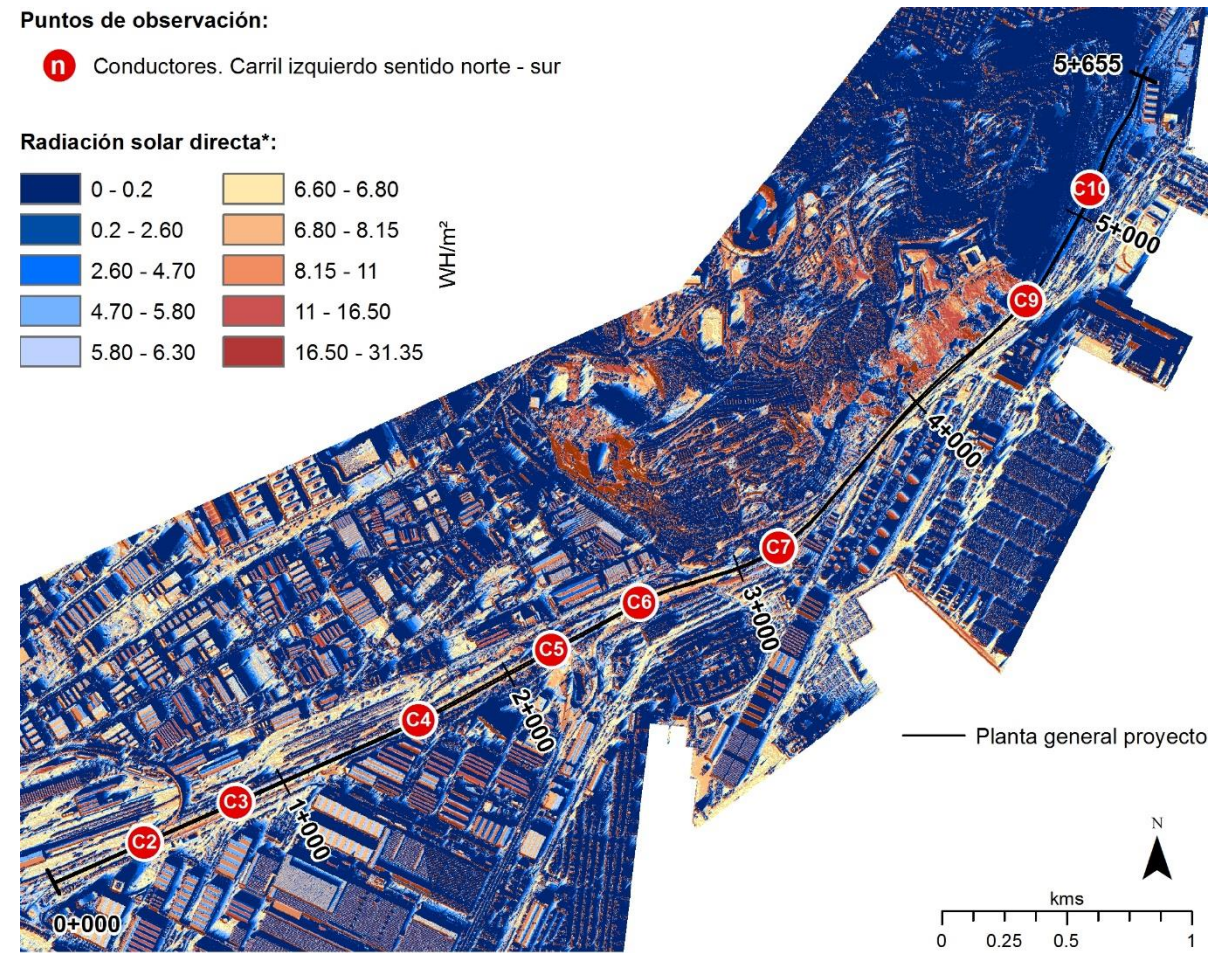 Puntos de observación:
n Conductores. Carril izquierdo sentido norte - sur
Radiación solar directa*:
0 - 0.2
0.2 - 2.60
2.60 - 4.70
4.70 - 5.80
5.80 - 6.30
6.60 - 6.80
6.80 - 8.15
8.15 - 11
11 - 16.50
16.50 - 31.35
WH/m²
5+655
C10
5+000
C9
4+000
C7
3+000
C6
C5
2+000
C4
C3
1+000
C2
0+000
Planta general proyecto
N
kms
0 0.25 0.5 1